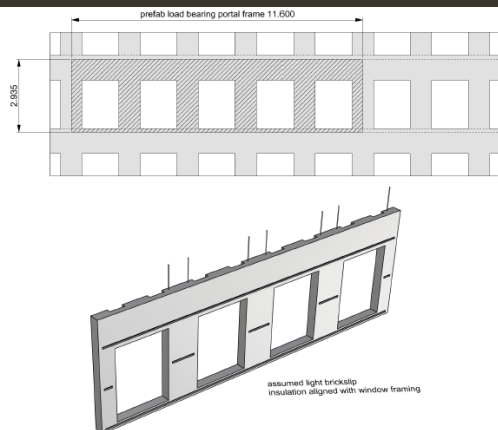 prefab load bearing portal frame 11.600
2.935
assumed light brickslip
insulation aligned with window framing